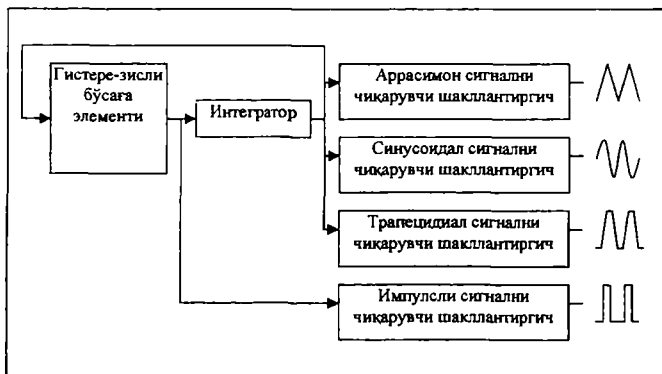 Гистере-зисли
бўсаға
элементи
Интегратор
Аррасимон сигнални
чиқарувчи шакллантиргич
Синусоидал сигнални
чиқарувчи шакллантиргич
Трапецидиал сигнални
чиқарувчи шакллантиргич
Импулсли сигнални
чиқарувчи шакллантиргич